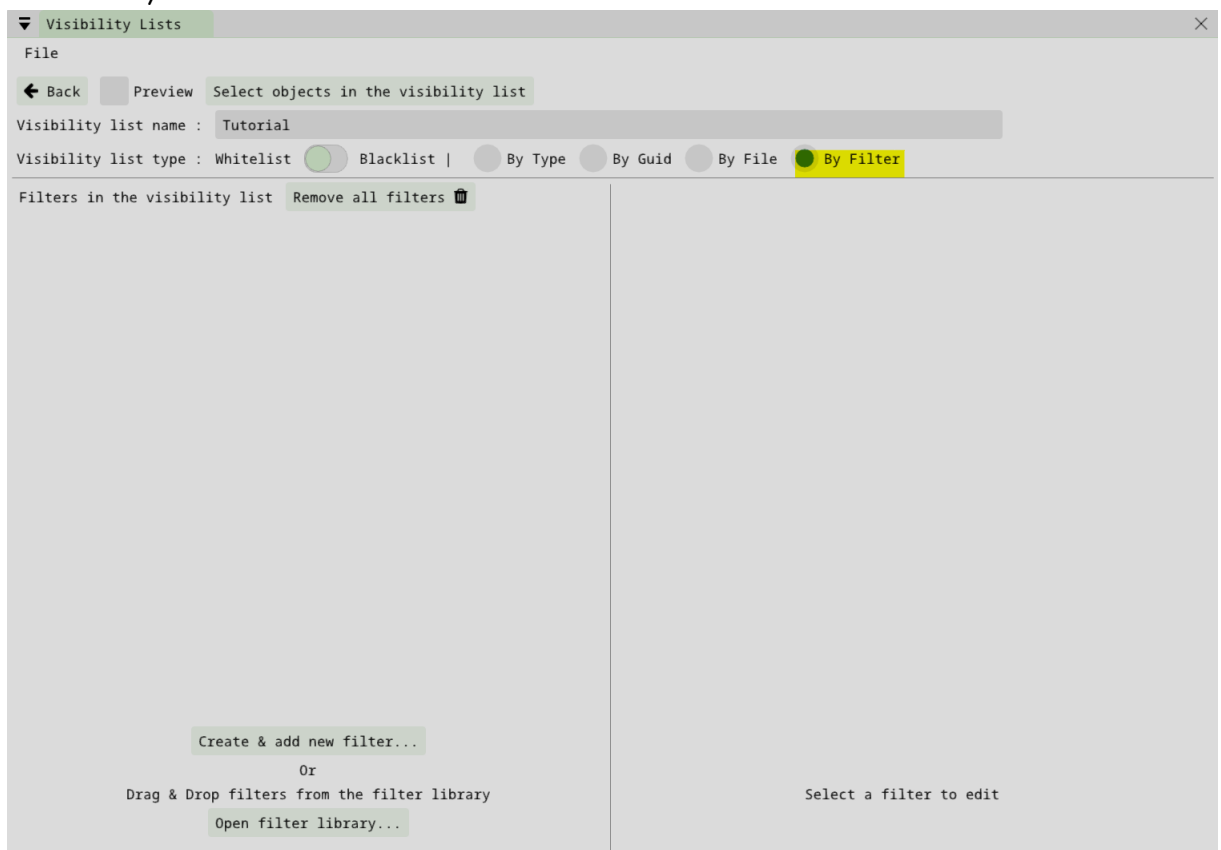 Visibility Lists
File
Back Preview Select objects in the visibility list
Visibility list name : Tutorial
Visibility list type : Whitelist Blacklist | By Type By Guid By File By Filter
Filters in the visibility list Remove all filters
Create & add new filter...
Or
Drag & Drop filters from the filter library
Open filter library...
Select a filter to edit